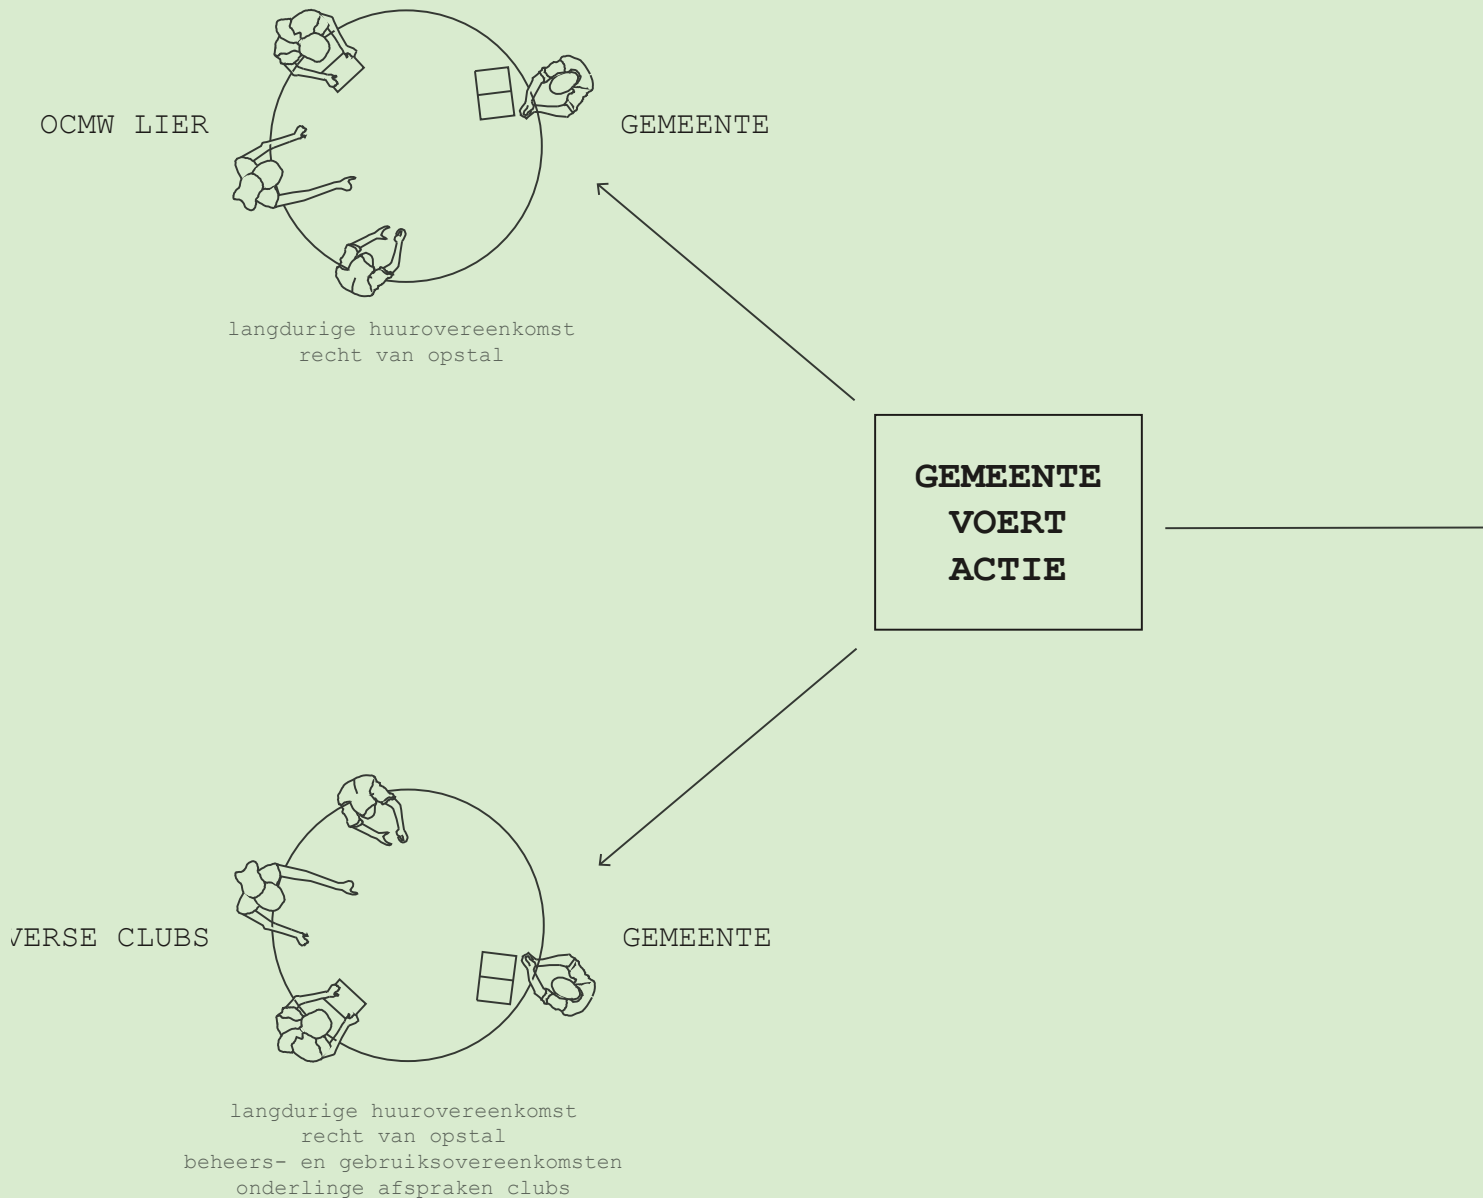 OCMW LIER
GEMEENTE
langdurige huurovereenkomst
recht van opstal
GEMEENTE
VOERT
ACTIE
VERSE CLUBS
GEMEENTE
langdurige huurovereenkomst
recht van opstal
beheers- en gebruiksovereenkomsten
onderlinge afspraken clubs